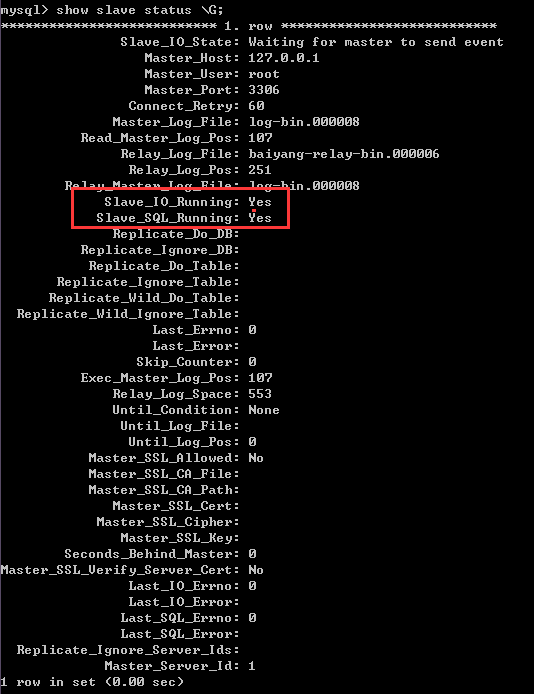 mysql> show slave status \G;
*************************** 1. row ***************************
Slave_IO_State: Waiting for master to send event
Master_Host: 127.0.0.1
Master_User: root
Master_Port: 3306
Connect_Retry: 60
Master_Log_File: log-bin.000008
Read_Master_Log_Pos: 107
Relay_Log_File: baiyang-relay-bin.000006
Relay_Log_Pos: 251
Relay_Master_Log_File: log-bin.000008
Slave_IO_Running: Yes
Slave_SQL_Running: Yes
Replicate_Do_DB:
Replicate_Ignore_DB:
Replicate_Do_Table:
Replicate_Ignore_Table:
Replicate_Wild_Do_Table:
Replicate_Wild_Ignore_Table:
Last_Errno: 0
Last_Error:
Skip_Counter: 0
Exec_Master_Log_Pos: 107
Relay_Log_Space: 553
Until_Condition: None
Until_Log_File:
Until_Log_Pos: 0
Master_SSL_Allowed: No
Master_SSL_CA_File:
Master_SSL_CA_Path:
Master_SSL_Cert:
Master_SSL_Cipher:
Master_SSL_Key:
Seconds_Behind_Master: 0
Master_SSL_Verify_Server_Cert: No
Last_IO_Errno: 0
Last_IO_Error:
Last_SQL_Errno: 0
Last_SQL_Error:
Replicate_Ignore_Server_Ids:
Master_Server_Id: 1
1 row in set (0.00 sec)